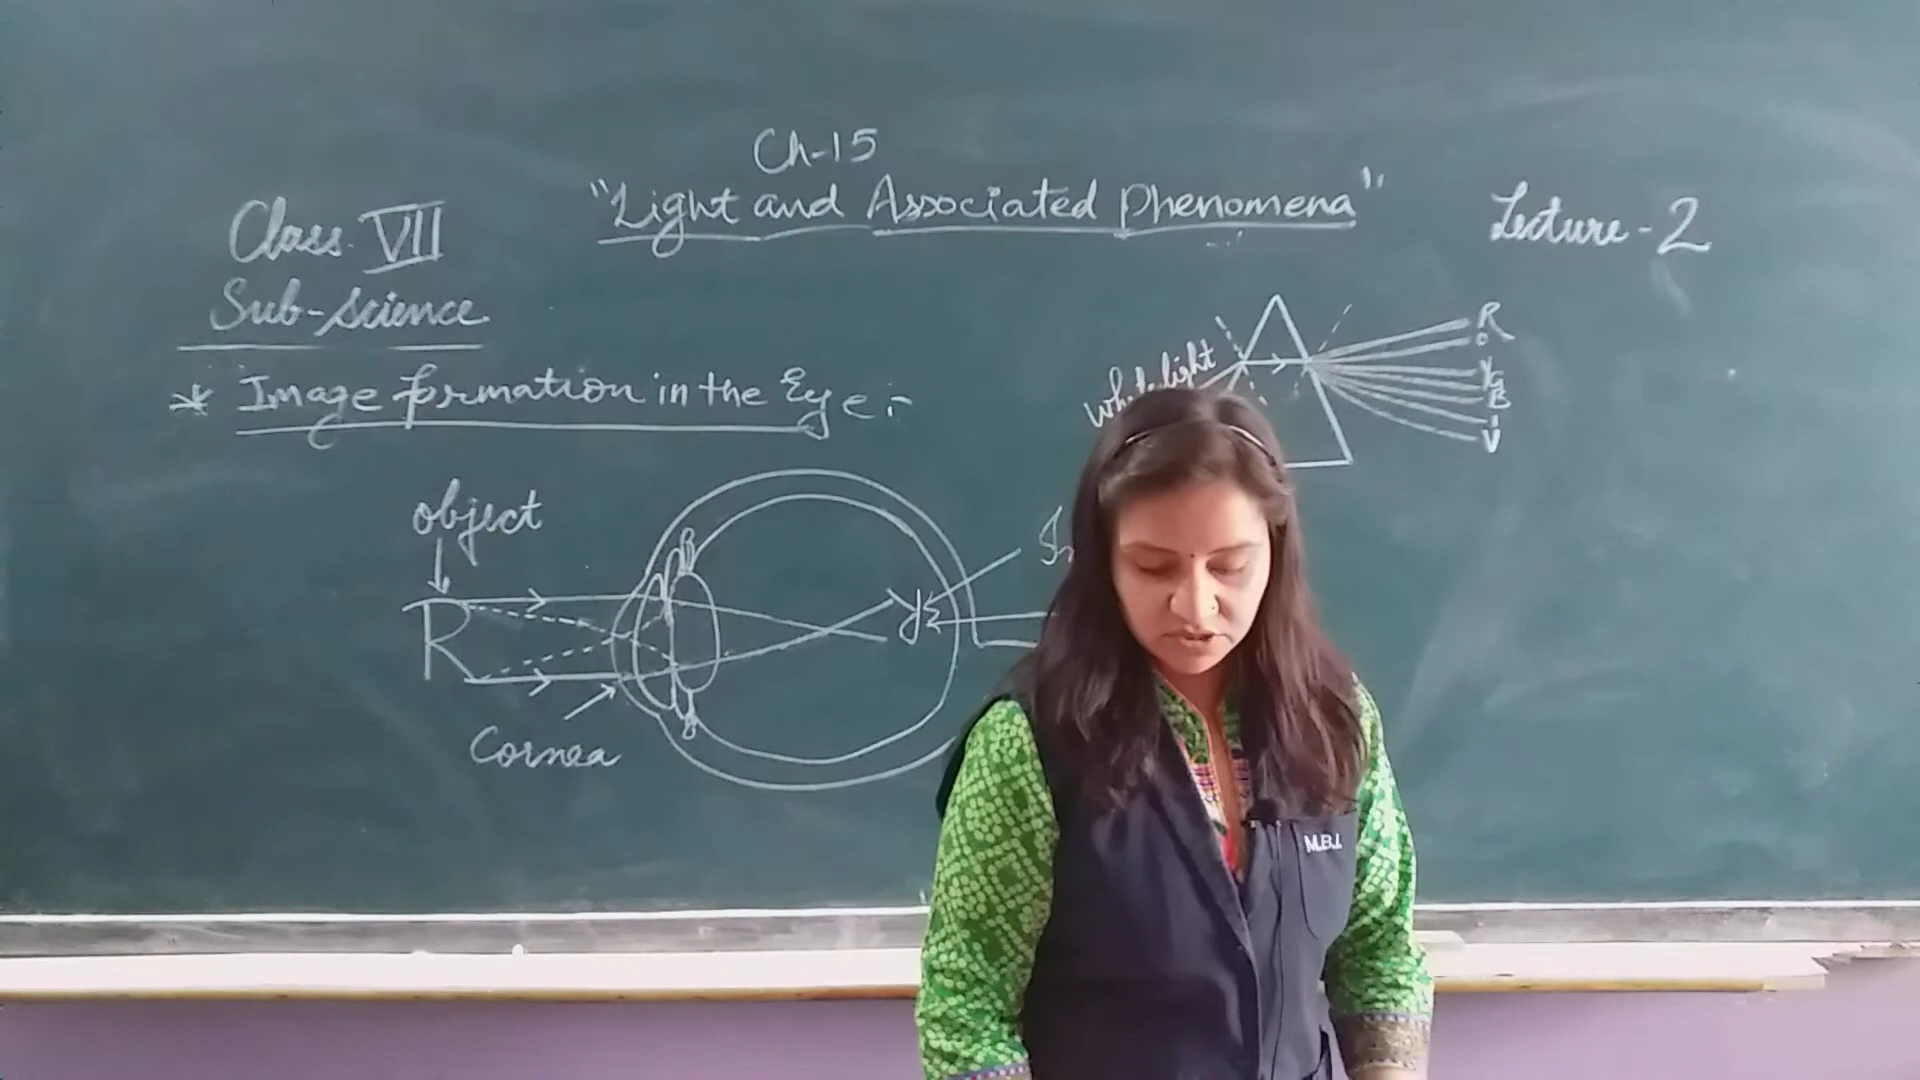 Ch-15
"Light and Associated Phenomena"
Class VII
Lecture-2
Sub-science
* Image formation in the Eye:-
white light
R
O
Y
G
B
I
V
object
R
Cornea
M.B.I.